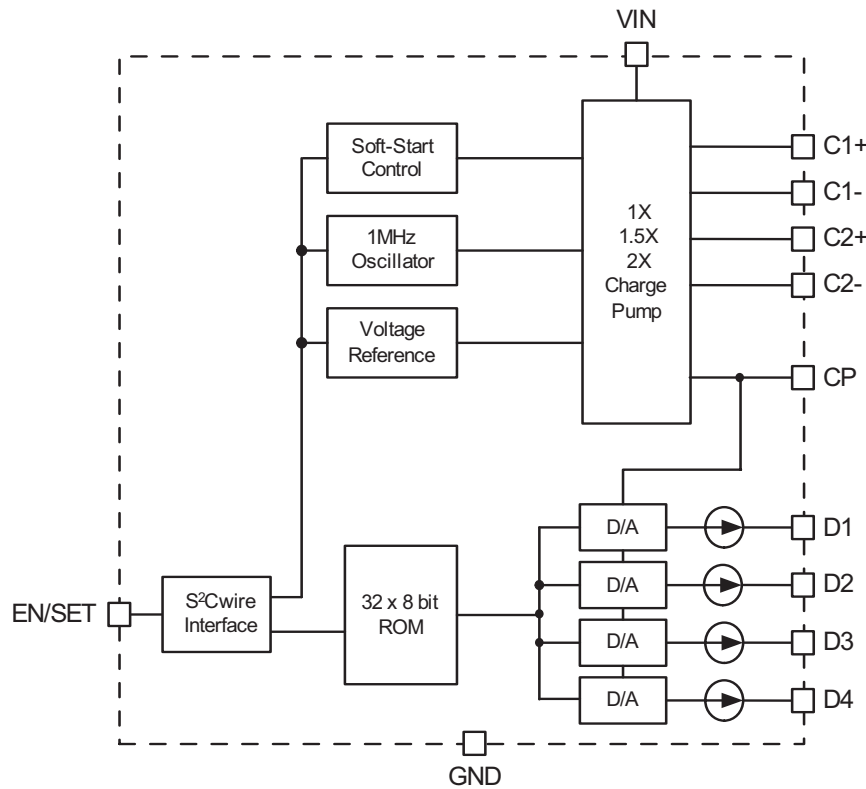 VIN
Soft-Start
Control
1MHz
Oscillator
Voltage
Reference
1X
1.5X
2X
Charge
Pump
C1+
C1-
C2+
C2-
CP
EN/SET
S²Cwire
Interface
32 x 8 bit
ROM
D/A
D/A
D/A
D/A
D1
D2
D3
D4
GND